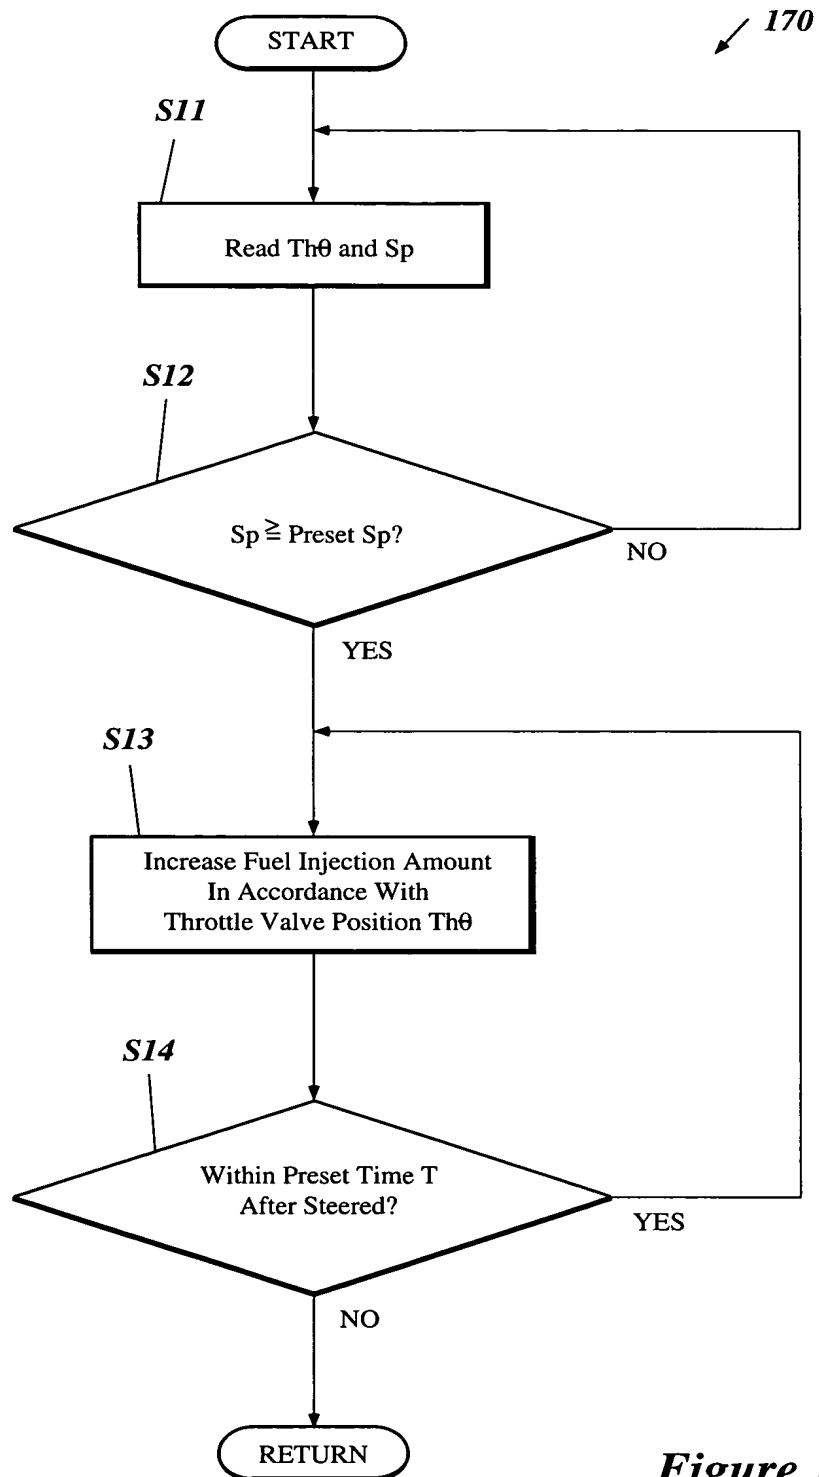 START
170
S11
Read Thθ and Sp
S12
Sp ≧ Preset Sp?
NO
YES
S13
Increase Fuel Injection Amount
In Accordance With
Throttle Valve Position Thθ
S14
Within Preset Time T
After Steered?
YES
NO
RETURN
Figure